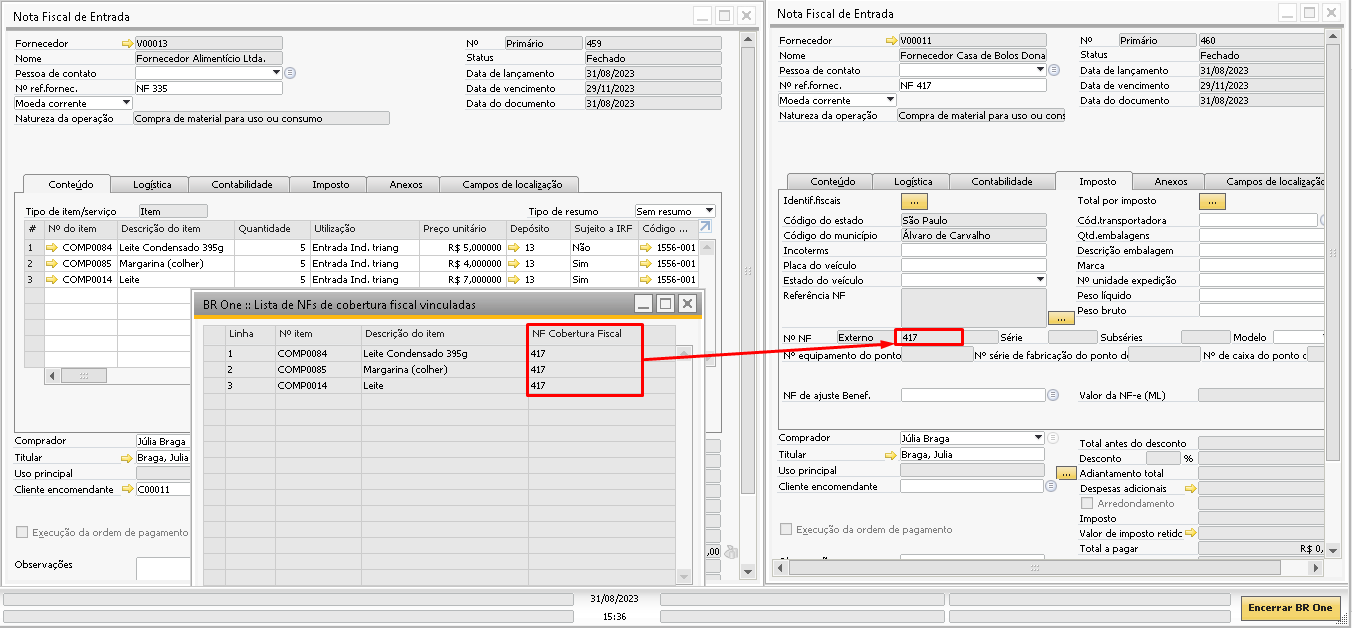 Nota Fiscal de Entrada
Fornecedor V00013 Nº Primário 459
Nome Fornecedor Alimentício Ltda. Status Fechado
Pessoa de contato Data de lançamento 31/08/2023
Nº ref.fornec. NF 335 Data de vencimento 29/11/2023
Moeda corrente Data do documento 31/08/2023
Natureza da operação Compra de material para uso ou consumo
Conteúdo Logística Contabilidade Imposto Anexos Campos de localização
Tipo de item/serviço Item Tipo de resumo Sem resumo
# Nº do item Descrição do item Quantidade Utilização Preço unitário Depósito Sujeito a IRF Código ...
1 COMP0084 Leite Condensado 395g 5 Entrada Ind. triang R$ 5,000000 13 Não 1556-001
2 COMP0085 Margarina (colher) 5 Entrada Ind. triang R$ 4,000000 13 Sim 1556-001
3 COMP0014 Leite 5 Entrada Ind. triang R$ 7,000000 13 Sim 1556-001
BR One :: Lista de NFs de cobertura fiscal vinculadas
Linha Nº item Descrição do item NF Cobertura Fiscal
1 COMP0084 Leite Condensado 395g 417
2 COMP0085 Margarina (colher) 417
3 COMP0014 Leite 417
Comprador Júlia Braga
Titular Braga, Julia
Uso principal
Cliente encomendante C00011
Execução da ordem de pagamento
,00
Observações
Nota Fiscal de Entrada
Fornecedor V00011 Nº Primário 460
Nome Fornecedor Casa de Bolos Dona Status Fechado
Pessoa de contato Data de lançamento 31/08/2023
Nº ref.fornec. NF 417 Data de vencimento 29/11/2023
Moeda corrente Data do documento 31/08/2023
Natureza da operação Compra de material para uso ou cons
Conteúdo Logística Contabilidade Imposto Anexos Campos de localização
Identif.fiscais ... Total por imposto ...
Código do estado São Paulo Cód.transportadora
Código do município Álvaro de Carvalho Qtd.embalagens
Incoterms Descrição embalagem
Placa do veículo Marca
Estado do veículo Nº unidade expedição
Referência NF Peso líquido
... Peso bruto
Nº NF Externo 417 Série Subséries Modelo
Nº equipamento do ponto Nº série de fabricação do ponto de Nº de caixa do ponto c
NF de ajuste Benef. Valor da NF-e (ML)
Comprador Júlia Braga Total antes do desconto
Titular Braga, Julia Desconto %
Uso principal ... Adiantamento total
Cliente encomendante Despesas adicionais
Arredondamento
Imposto
Execução da ordem de pagamento Valor de imposto retido
Total a pagar R$ 0,
31/08/2023
15:36
Encerrar BR One